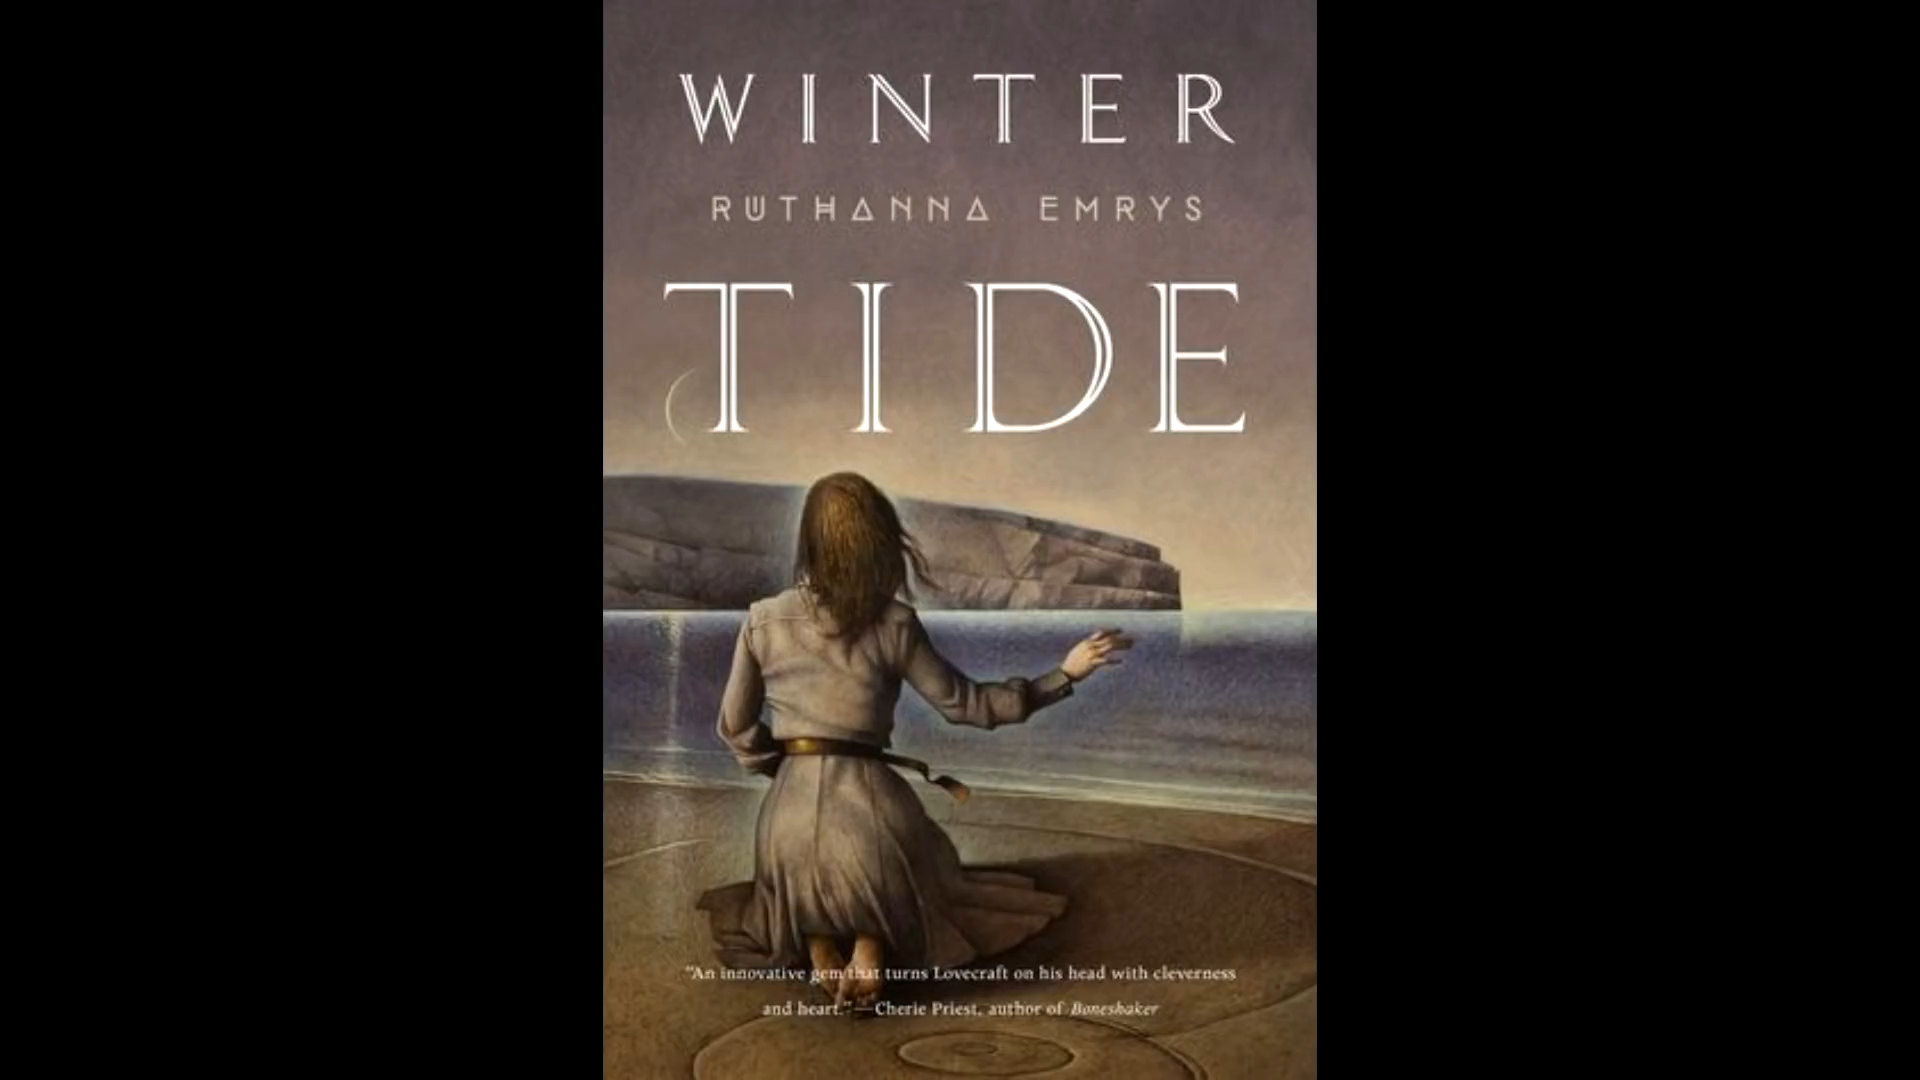 WINTER
RUTHANNA EMRYS
TIDE
“An innovative gem that turns Lovecraft on his head with cleverness
and heart.”—Cherie Priest, author of Boneshaker